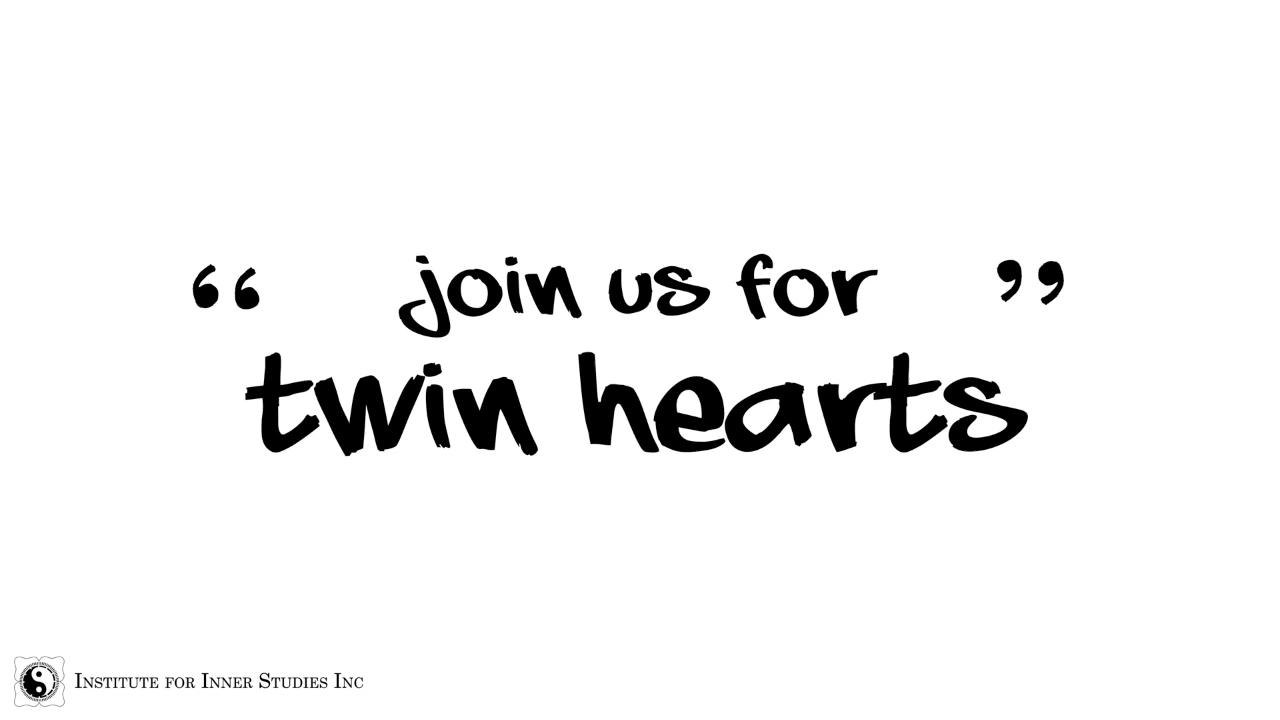 “ join us for ”
twin hearts
Institute for Inner Studies Inc